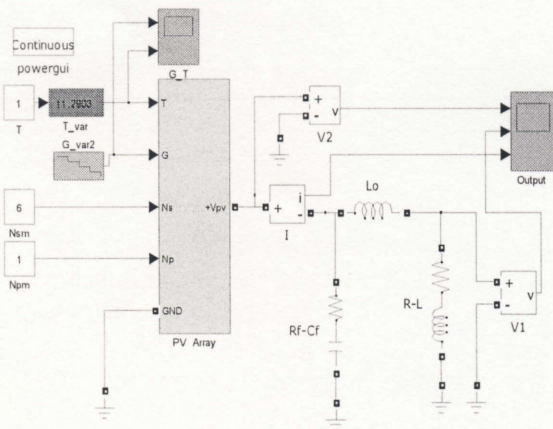 Continuous
powergui
G_T
1
T
11.2903
T_var
T
G_var2
G
6
Nsm
Ns
1
Npm
Np
+Vpv
GND
PV Array
+
-
v
V2
+
i
-
I
Lo
Rf-Cf
R-L
+
-
v
V1
Output